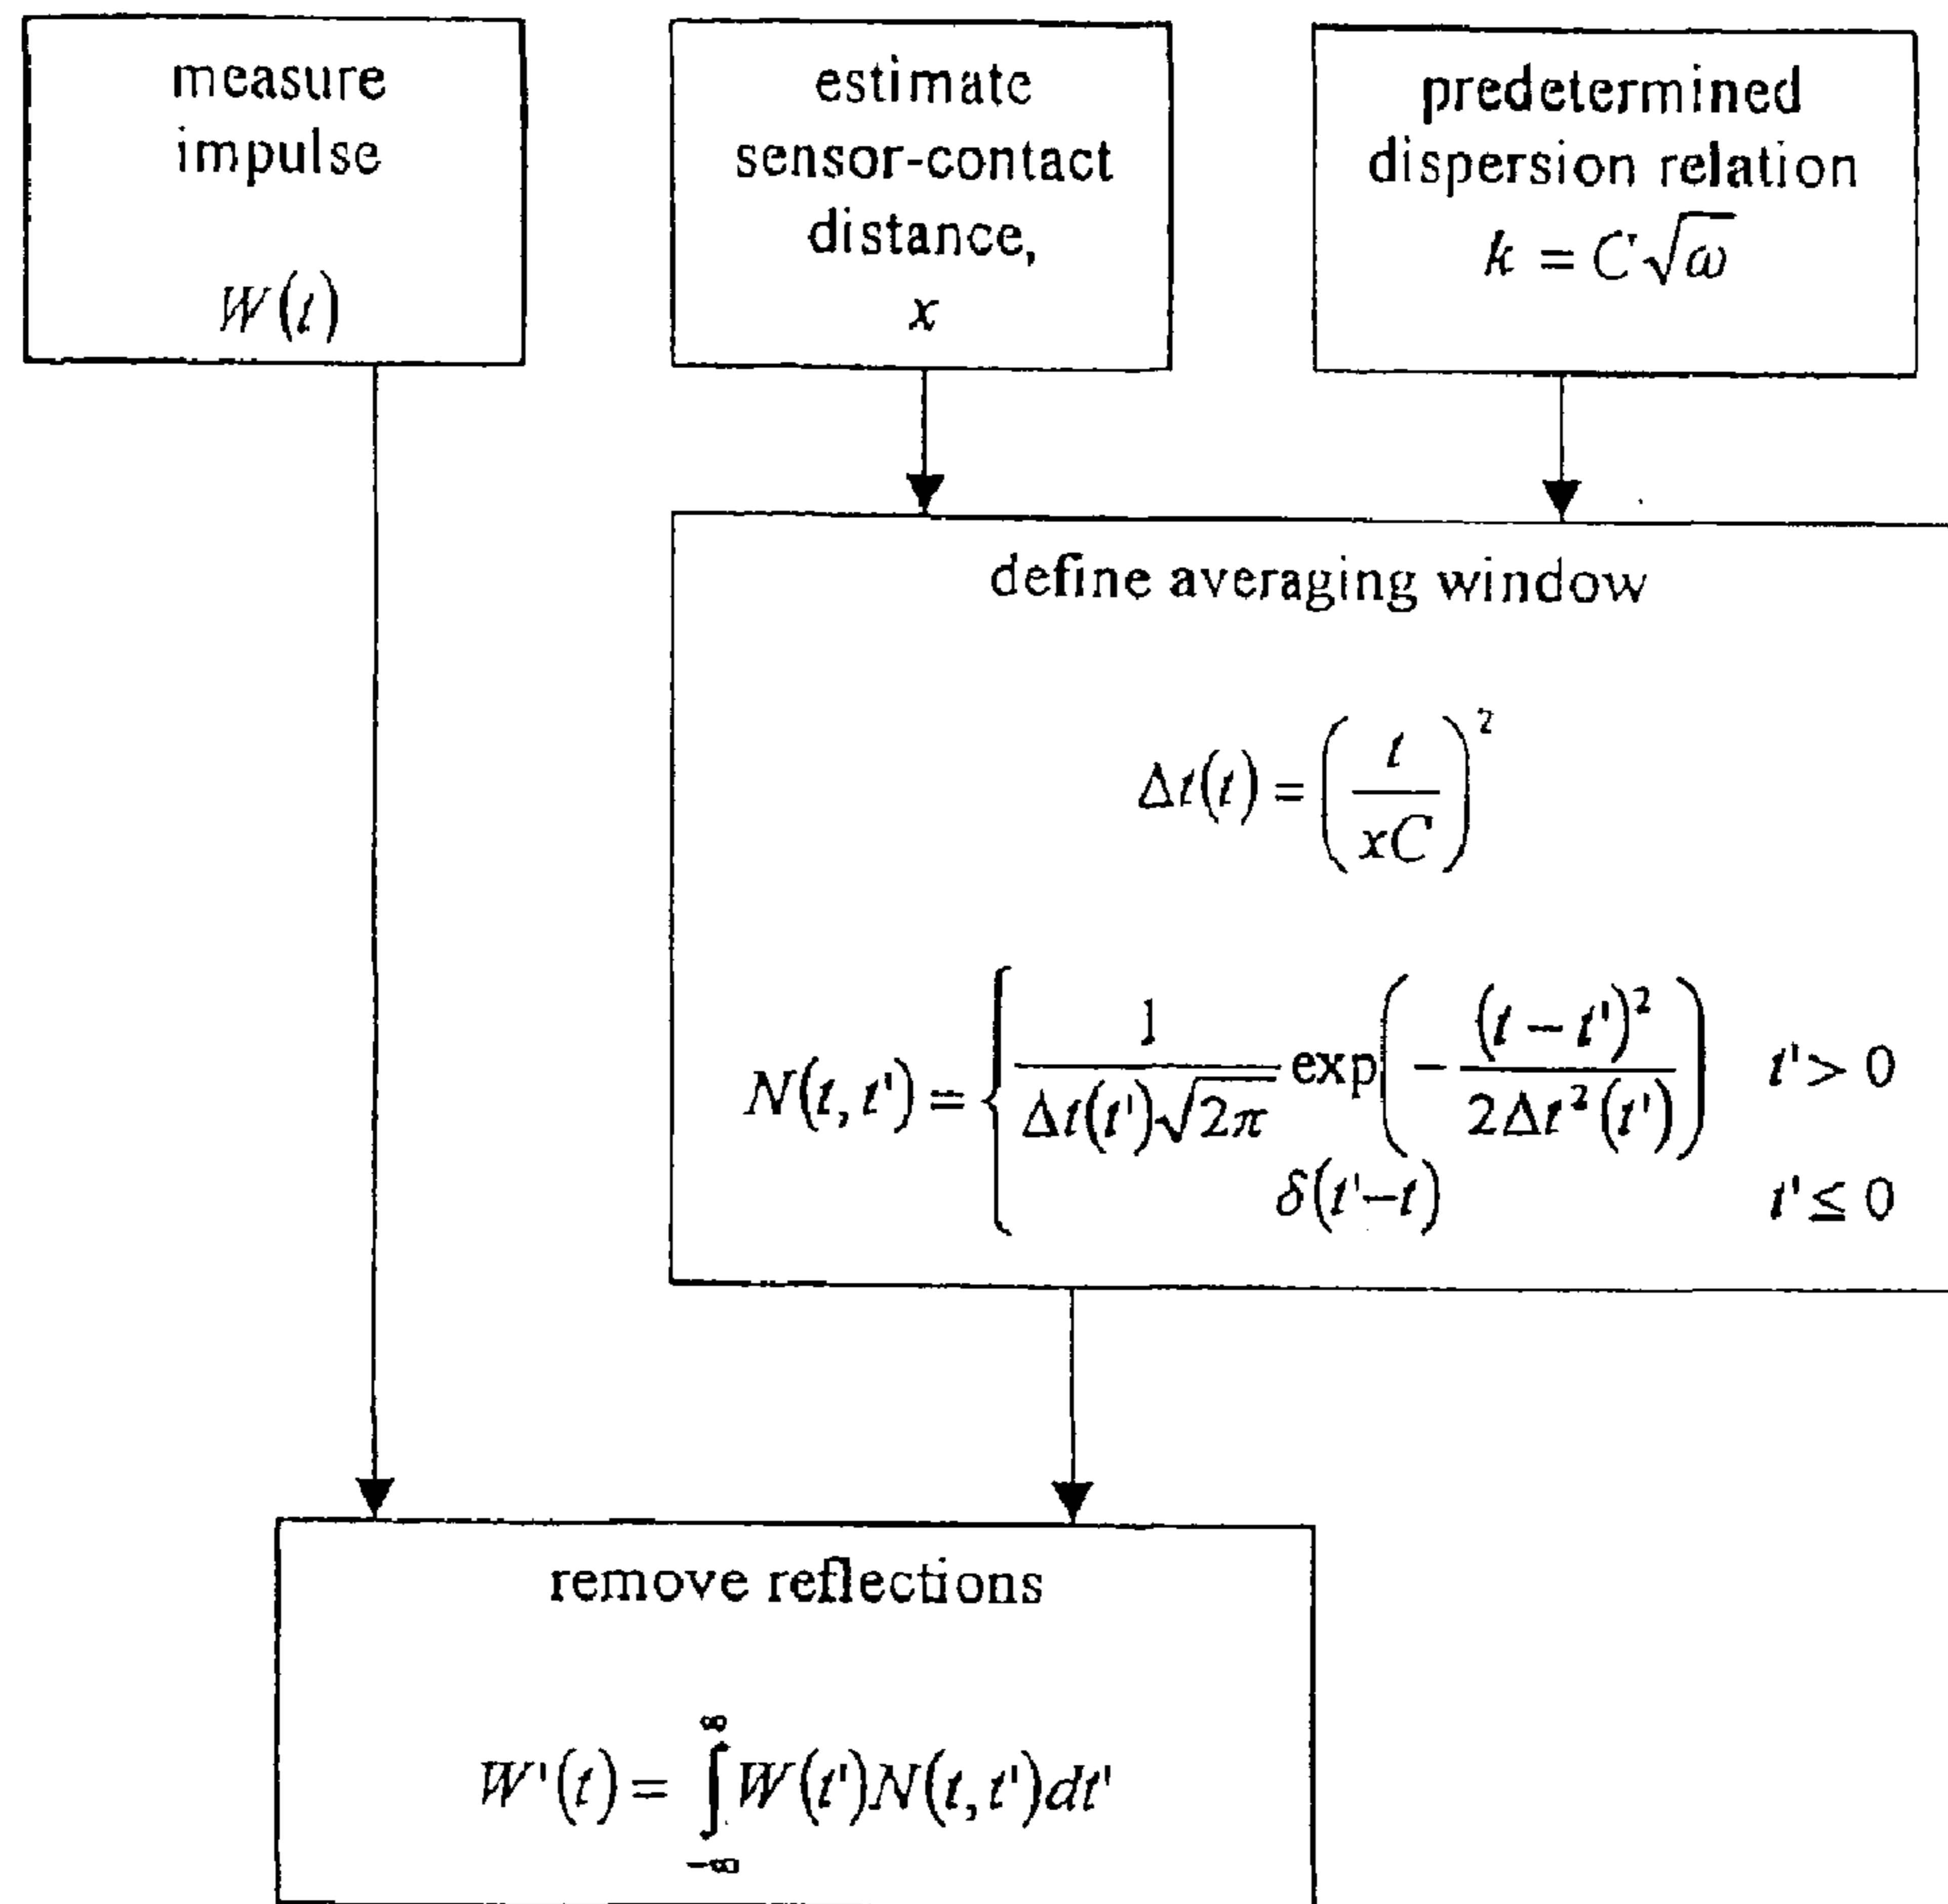 measure
impulse
W(t)
estimate
sensor-contact
distance,
x
predetermined
dispersion relation
k = C√ω
define averaging window
Δt(t) = (t / xC)²
N(t, t') = { 1 / (Δt(t')√2π) exp( − (t − t')² / 2Δt²(t') ) t' > 0
δ(t'−t) t' ≤ 0
remove reflections
W'(t) = ∫_{−∞}^{∞} W(t')N(t, t')dt'